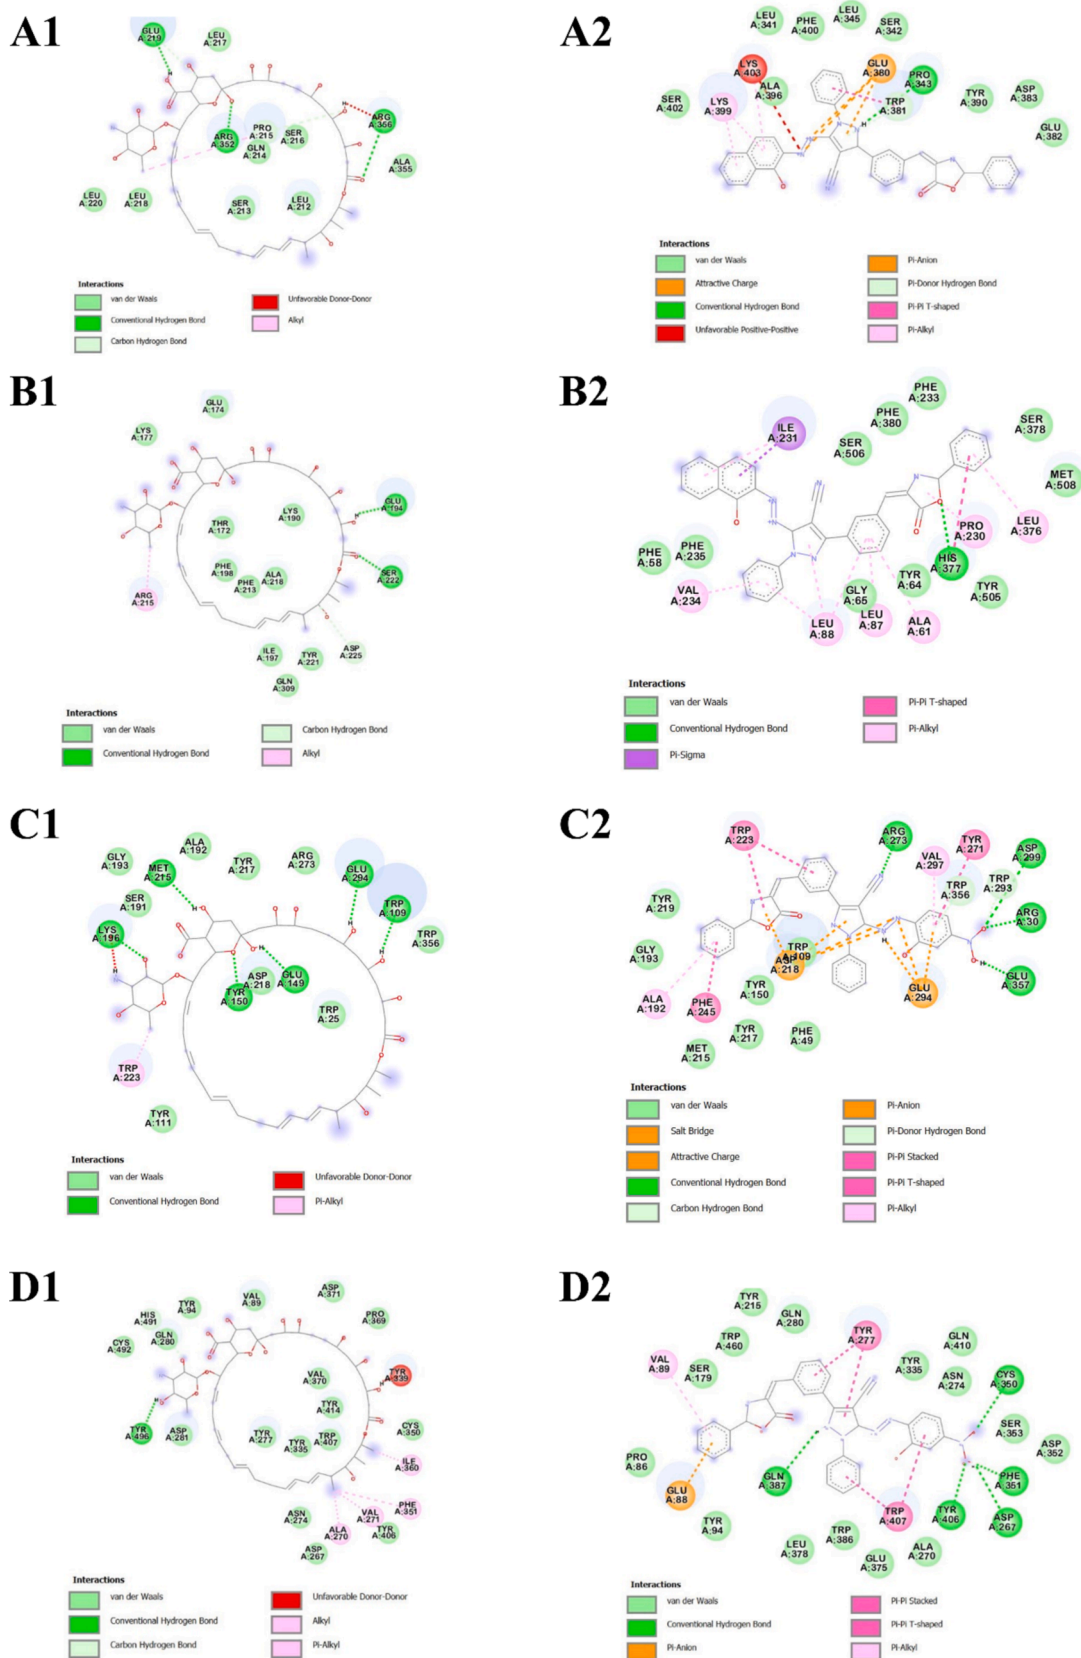 A1
GLU
A:219
LEU
A:217
ARG
A:352
PRO
A:215
GLN
A:214
SER
A:216
ARG
A:356
ALA
A:355
LEU
A:220
LEU
A:218
SER
A:213
LEU
A:212
Interactions
van der Waals
Conventional Hydrogen Bond
Carbon Hydrogen Bond
Unfavorable Donor-Donor
Alkyl
A2
LEU
A:341
PHE
A:400
LEU
A:345
SER
A:342
LYS
A:403
GLU
A:380
PRO
A:343
SER
A:402
LYS
A:399
ALA
A:396
TRP
A:381
TYR
A:390
ASP
A:383
GLU
A:382
Interactions
van der Waals
Attractive Charge
Conventional Hydrogen Bond
Unfavorable Positive-Positive
Pi-Anion
Pi-Donor Hydrogen Bond
Pi-Pi T-shaped
Pi-Alkyl
B1
GLU
A:174
LYS
A:177
THR
A:172
LYS
A:190
GLU
A:194
PHE
A:198
PHE
A:213
ALA
A:218
SER
A:222
ARG
A:215
ILE
A:197
TYR
A:221
ASP
A:225
GLN
A:309
Interactions
van der Waals
Conventional Hydrogen Bond
Carbon Hydrogen Bond
Alkyl
B2
PHE
A:233
ILE
A:231
PHE
A:380
SER
A:506
SER
A:378
MET
A:508
PHE
A:58
PHE
A:235
PRO
A:230
LEU
A:376
VAL
A:234
TYR
A:64
HIS
A:377
GLY
A:65
TYR
A:505
LEU
A:88
LEU
A:87
ALA
A:61
Interactions
van der Waals
Conventional Hydrogen Bond
Pi-Sigma
Pi-Pi T-shaped
Pi-Alkyl
C1
GLY
A:193
ALA
A:192
MET
A:215
TYR
A:217
ARG
A:273
GLU
A:294
SER
A:191
TRP
A:109
LYS
A:196
TRP
A:356
TYR
A:150
ASP
A:218
GLU
A:149
TRP
A:25
TRP
A:223
TYR
A:111
Interactions
van der Waals
Conventional Hydrogen Bond
Unfavorable Donor-Donor
Pi-Alkyl
C2
TRP
A:223
ARG
A:273
VAL
A:297
TYR
A:271
ASP
A:299
TRP
A:356
TRP
A:293
TYR
A:219
ARG
A:30
GLY
A:193
TRP
A:109
ASP
A:218
GLU
A:357
ALA
A:192
PHE
A:245
TYR
A:150
GLU
A:294
MET
A:215
TYR
A:217
PHE
A:49
Interactions
van der Waals
Salt Bridge
Attractive Charge
Conventional Hydrogen Bond
Carbon Hydrogen Bond
Pi-Anion
Pi-Donor Hydrogen Bond
Pi-Pi Stacked
Pi-Pi T-shaped
Pi-Alkyl
D1
HIS
A:491
TYR
A:94
VAL
A:89
ASP
A:371
PRO
A:369
CYS
A:492
GLN
A:280
TYR
A:339
VAL
A:370
TYR
A:414
TYR
A:496
ASP
A:281
TYR
A:277
TYR
A:335
TRP
A:407
CYS
A:350
ILE
A:360
PHE
A:351
ASN
A:274
ALA
A:270
VAL
A:271
TYR
A:406
ASP
A:267
Interactions
van der Waals
Conventional Hydrogen Bond
Carbon Hydrogen Bond
Unfavorable Donor-Donor
Alkyl
Pi-Alkyl
D2
TYR
A:215
GLN
A:280
TYR
A:277
TRP
A:460
GLN
A:410
VAL
A:89
SER
A:179
TYR
A:335
ASN
A:274
CYS
A:350
SER
A:353
ASP
A:352
PRO
A:86
GLU
A:88
GLN
A:387
PHE
A:351
TRP
A:407
TYR
A:406
ASP
A:267
TYR
A:94
LEU
A:378
TRP
A:386
GLU
A:375
ALA
A:270
Interactions
van der Waals
Conventional Hydrogen Bond
Pi-Anion
Pi-Pi Stacked
Pi-Pi T-shaped
Pi-Alkyl